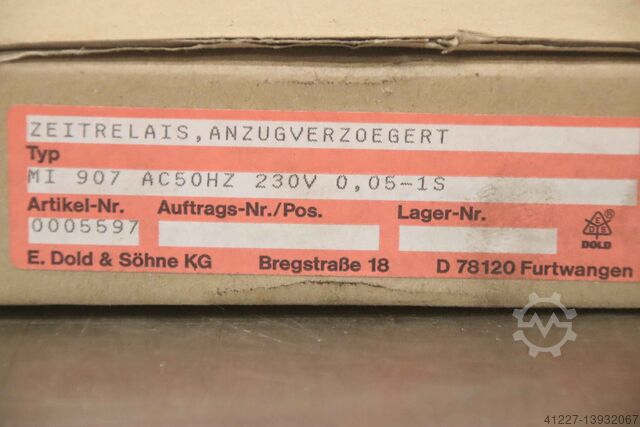 ZEITRELAIS,ANZUGVERZOEGERT
Typ
MI 907 AC50HZ 230V 0,05-1S
Artikel-Nr. Auftrags-Nr./Pos. Lager-Nr.
0005597
E. Dold & Söhne KG Bregstraße 18 D 78120 Furtwangen
E D S ®
DOLD
41227-13932067